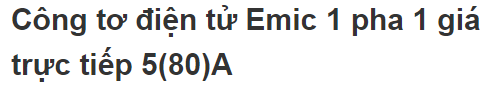 Công tơ điện tử Emic 1 pha 1 giá
trực tiếp 5(80)A